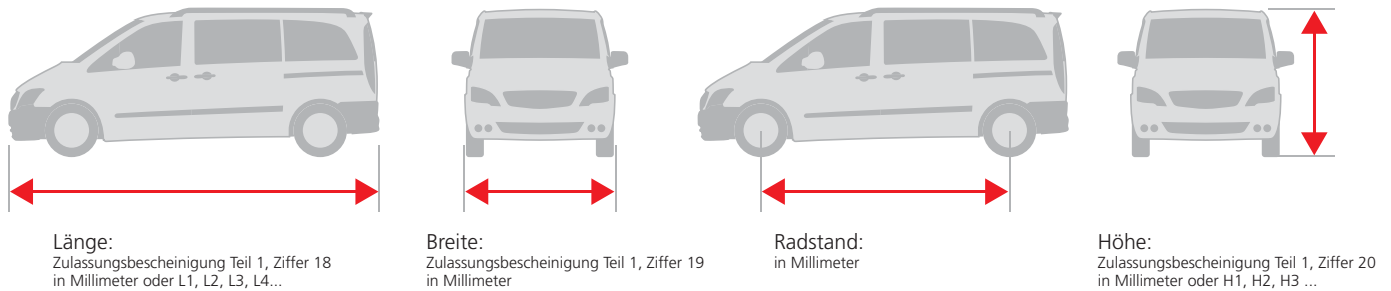 Länge:
Zulassungsbescheinigung Teil 1, Ziffer 18
in Millimeter oder L1, L2, L3, L4...
Breite:
Zulassungsbescheinigung Teil 1, Ziffer 19
in Millimeter
Radstand:
in Millimeter
Höhe:
Zulassungsbescheinigung Teil 1, Ziffer 20
in Millimeter oder H1, H2, H3 ...